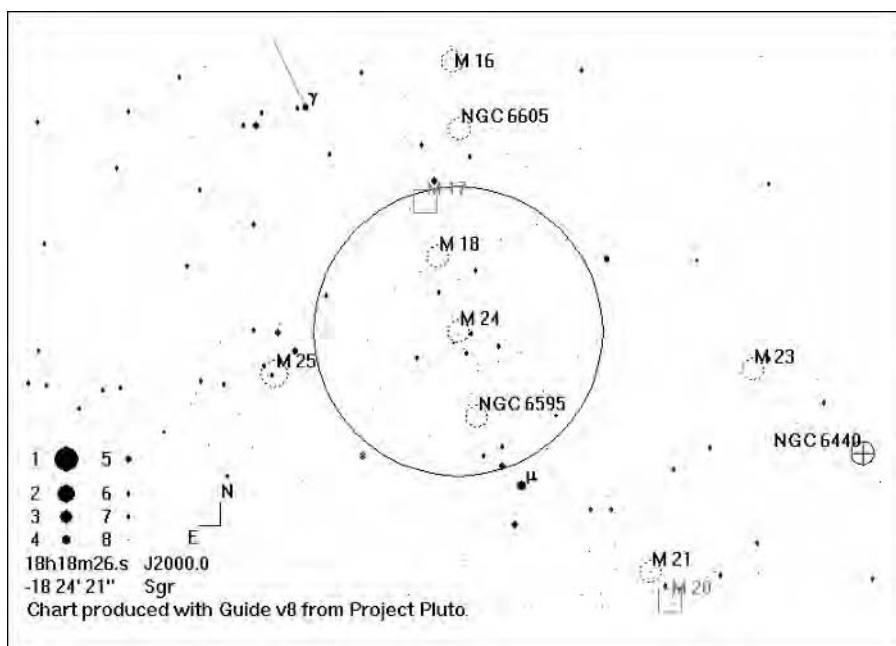 M 16
γ
NGC 6605
M 17
M 18
M 24
M 25
M 23
NGC 6595
NGC 6440
1 5
2 6
3 7
4 8
N
E
μ
M 21
M 20
18h18m26.s J2000.0
-18 24' 21" Sgr
Chart produced with Guide v8 from Project Pluto.